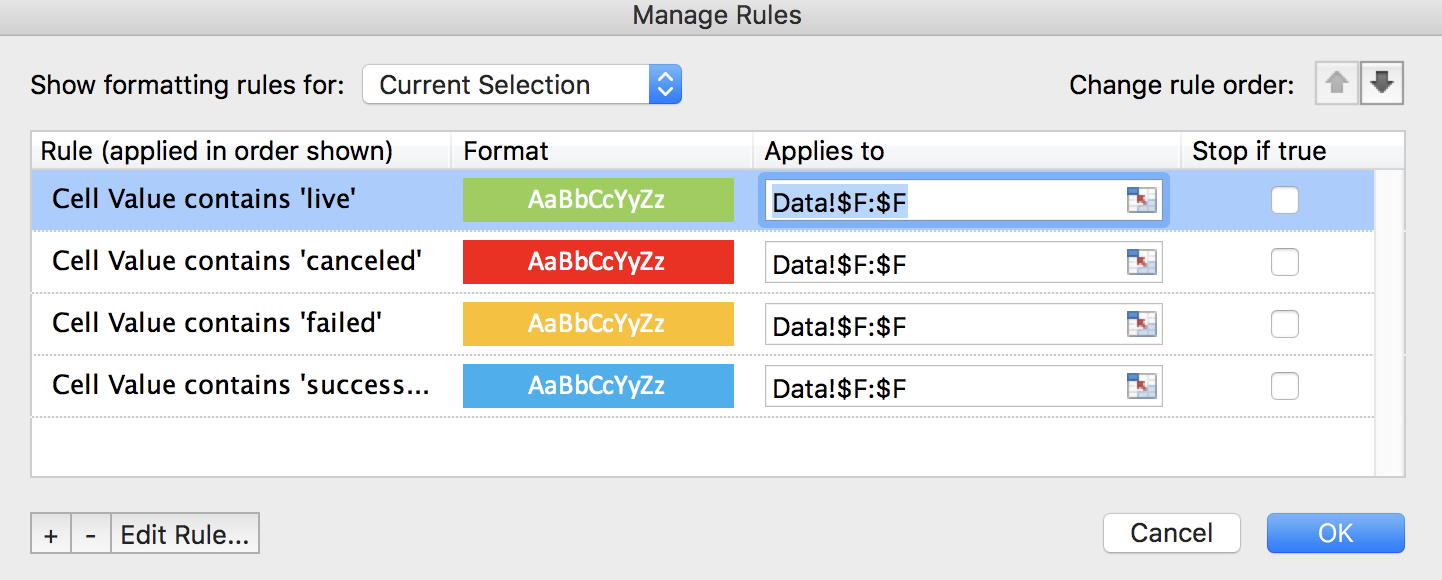 Manage Rules
Show formatting rules for: Current Selection Change rule order:
Rule (applied in order shown) Format Applies to Stop if true
Cell Value contains 'live' AaBbCcYyZz Data!$F:$F
Cell Value contains 'canceled' AaBbCcYyZz Data!$F:$F
Cell Value contains 'failed' AaBbCcYyZz Data!$F:$F
Cell Value contains 'success... AaBbCcYyZz Data!$F:$F
+ - Edit Rule... Cancel OK